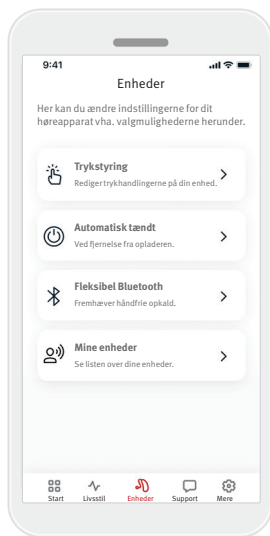 9:41
Enheder
Her kan du ændre indstillingerne for dit
høreapparat vha. valgmulighederne herunder.
Trykstyring
Rediger trykhandlingerne på din enhed.
Automatisk tændt
Ved fjernelse fra opladeren.
Fleksibel Bluetooth
Fremhæver håndfrie opkald.
Mine enheder
Se listen over dine enheder.
Start Livsstil Enheder Support Mere